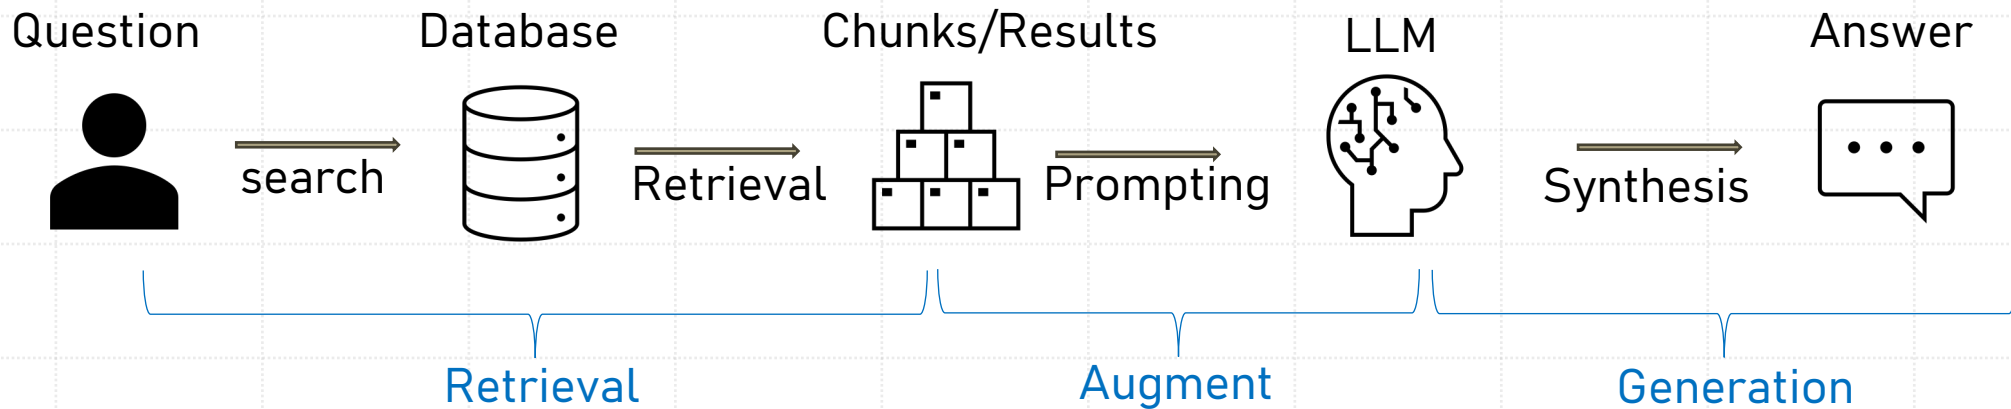 Question
Database
Chunks/Results
LLM
Answer
search
Retrieval
Prompting
Synthesis
Retrieval
Augment
Generation